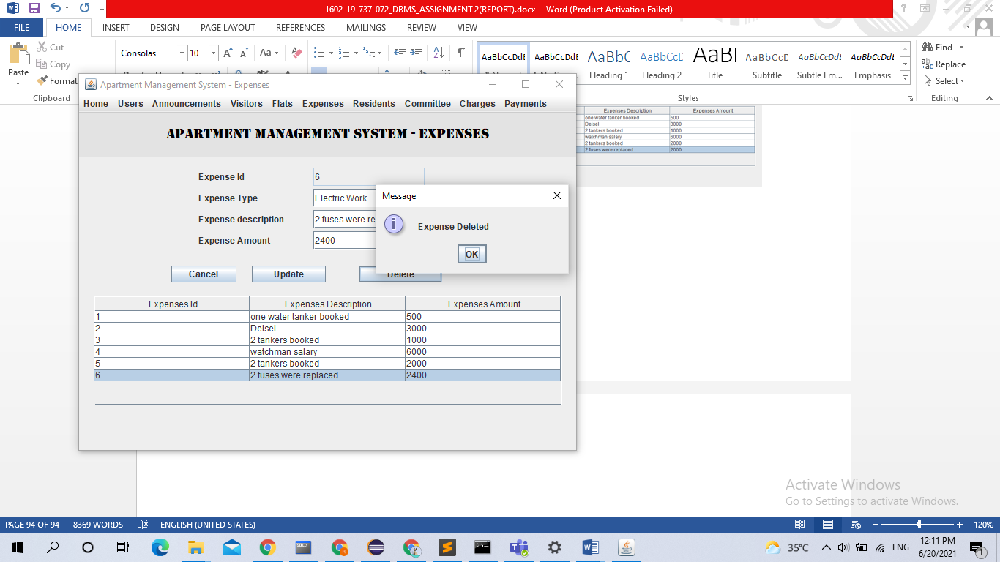 1602-19-737-072_DBMS_ASSIGNMENT 2(REPORT).docx - Word (Product Activation Failed)
FILE HOME INSERT DESIGN PAGE LAYOUT REFERENCES MAILINGS REVIEW VIEW
Paste
Cut
Copy
Format
Clipboard
Consolas 10 Aa
AaBbCcDdE AaBbCcDdE AaBbC AaBbCcD AaB AaBbCcD AaBbCcDdE AaBbCcDdE
Heading 1 Heading 2 Title Subtitle Subtle Em... Emphasis
Styles
Find
Replace
Select
Editing
Apartment Management System - Expenses
Home Users Announcements Visitors Flats Expenses Residents Committee Charges Payments
APARTMENT MANAGEMENT SYSTEM - EXPENSES
Expense Id 6
Expense Type Electric Work
Expense description 2 fuses were re
Expense Amount 2400
Cancel Update Delete
Message
Expense Deleted
OK
Expenses Id Expenses Description Expenses Amount
1 one water tanker booked 500
2 Deisel 3000
3 2 tankers booked 1000
4 watchman salary 6000
5 2 tankers booked 2000
6 2 fuses were replaced 2400
Expenses Description Expenses Amount
one water tanker booked 500
Deisel 3000
2 tankers booked 1000
watchman salary 6000
2 tankers booked 2000
2 fuses were replaced 2000
Activate Windows
Go to Settings to activate Windows.
PAGE 94 OF 94 8369 WORDS ENGLISH (UNITED STATES) 120%
35°C ENG 12:11 PM
6/20/2021
1